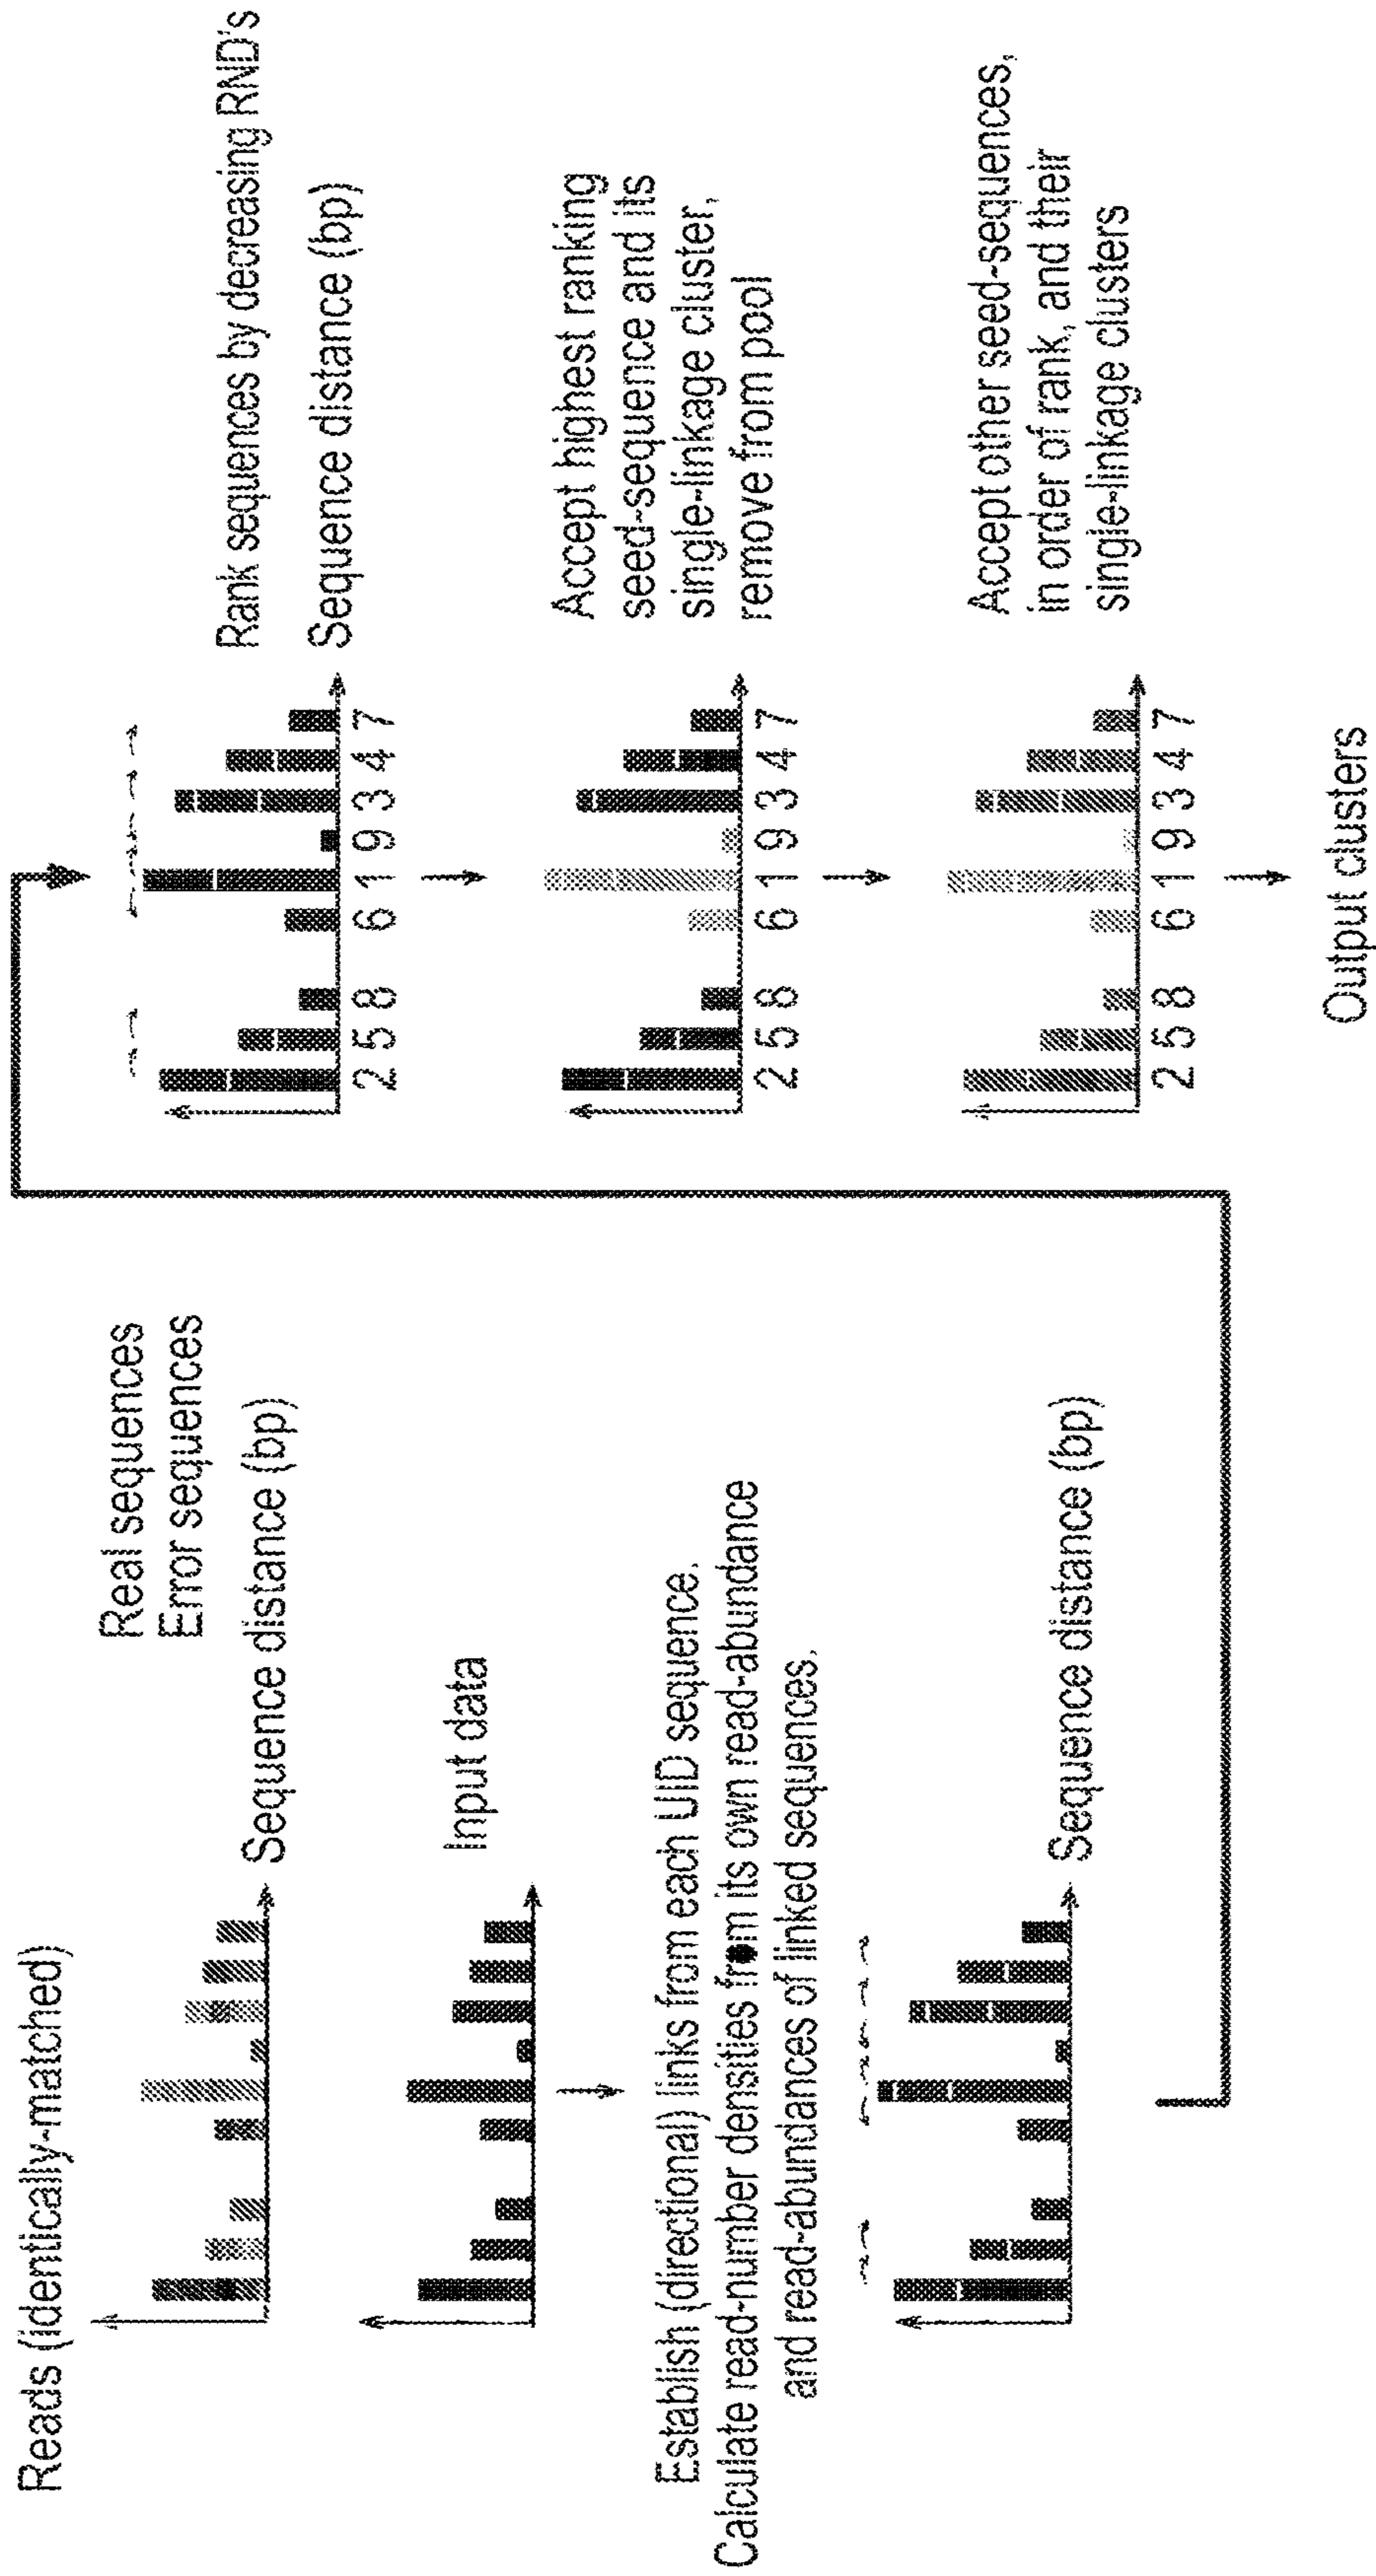 Reads (identically-matched)
Real sequences
Error sequences
Sequence distance (bp)
Input data
Establish (directional) links from each UID sequence.
Calculate read-number densities from its own read-abundance
and read-abundances of linked sequences.
Sequence distance (bp)
Rank sequences by decreasing RND's
Sequence distance (bp)
2 5 8 6 1 9 3 4 7
Accept highest ranking
seed-sequence and its
single-linkage cluster,
remove from pool
2 5 8 6 1 9 3 4 7
Accept other seed-sequences,
in order of rank, and their
single-linkage clusters
2 5 8 6 1 9 3 4 7
Output clusters